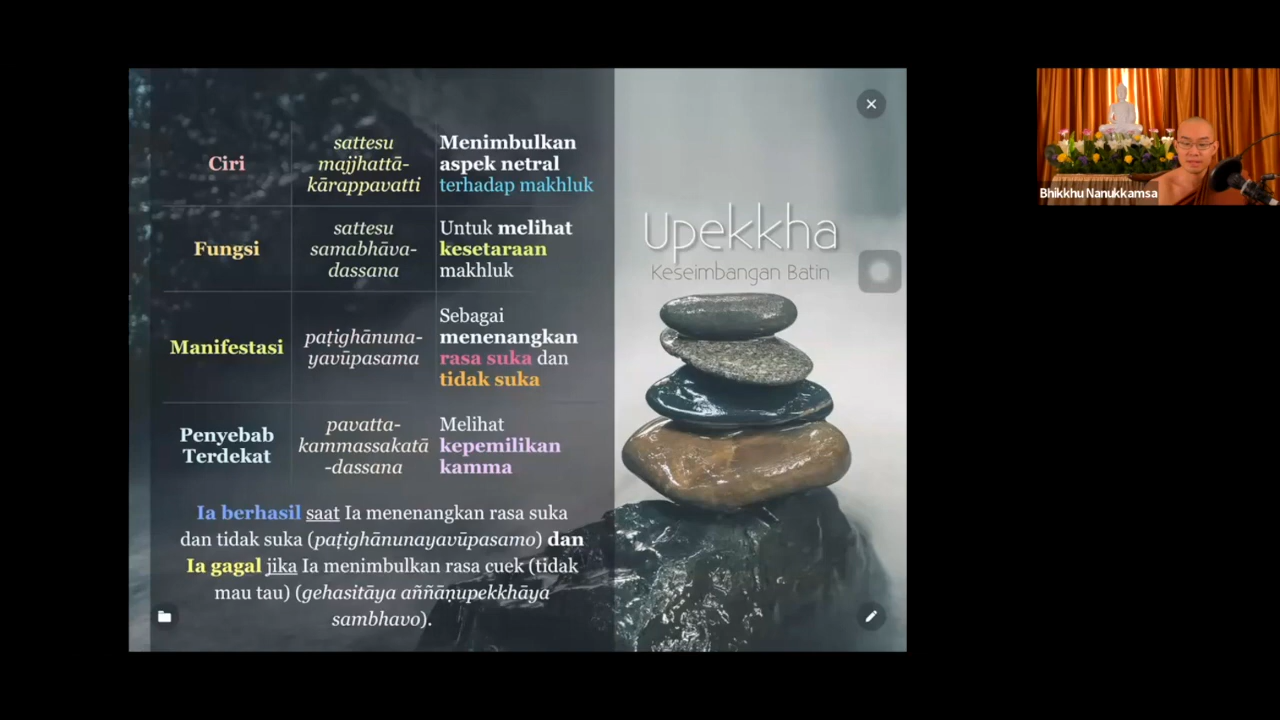 Ciri
sattesu
majjhattā-
kārappavatti
Menimbulkan
aspek netral
terhadap makhluk
Fungsi
sattesu
samabhāva-
dassana
Untuk melihat
kesetaraan
makhluk
Manifestasi
paṭighānuna-
yavūpasama
Sebagai
menenangkan
rasa suka dan
tidak suka
Penyebab
Terdekat
pavatta-
kammassakatā
-dassana
Melihat
kepemilikan
kamma
Ia berhasil saat Ia menenangkan rasa suka
dan tidak suka (paṭighānunayavūpasamo) dan
Ia gagal jika Ia menimbulkan rasa cuek (tidak
mau tau) (gehasitāya aññāṇupekkhāya
sambhavo).
Upekkha
Keseimbangan Batin
Bhikkhu Nanukkamsa